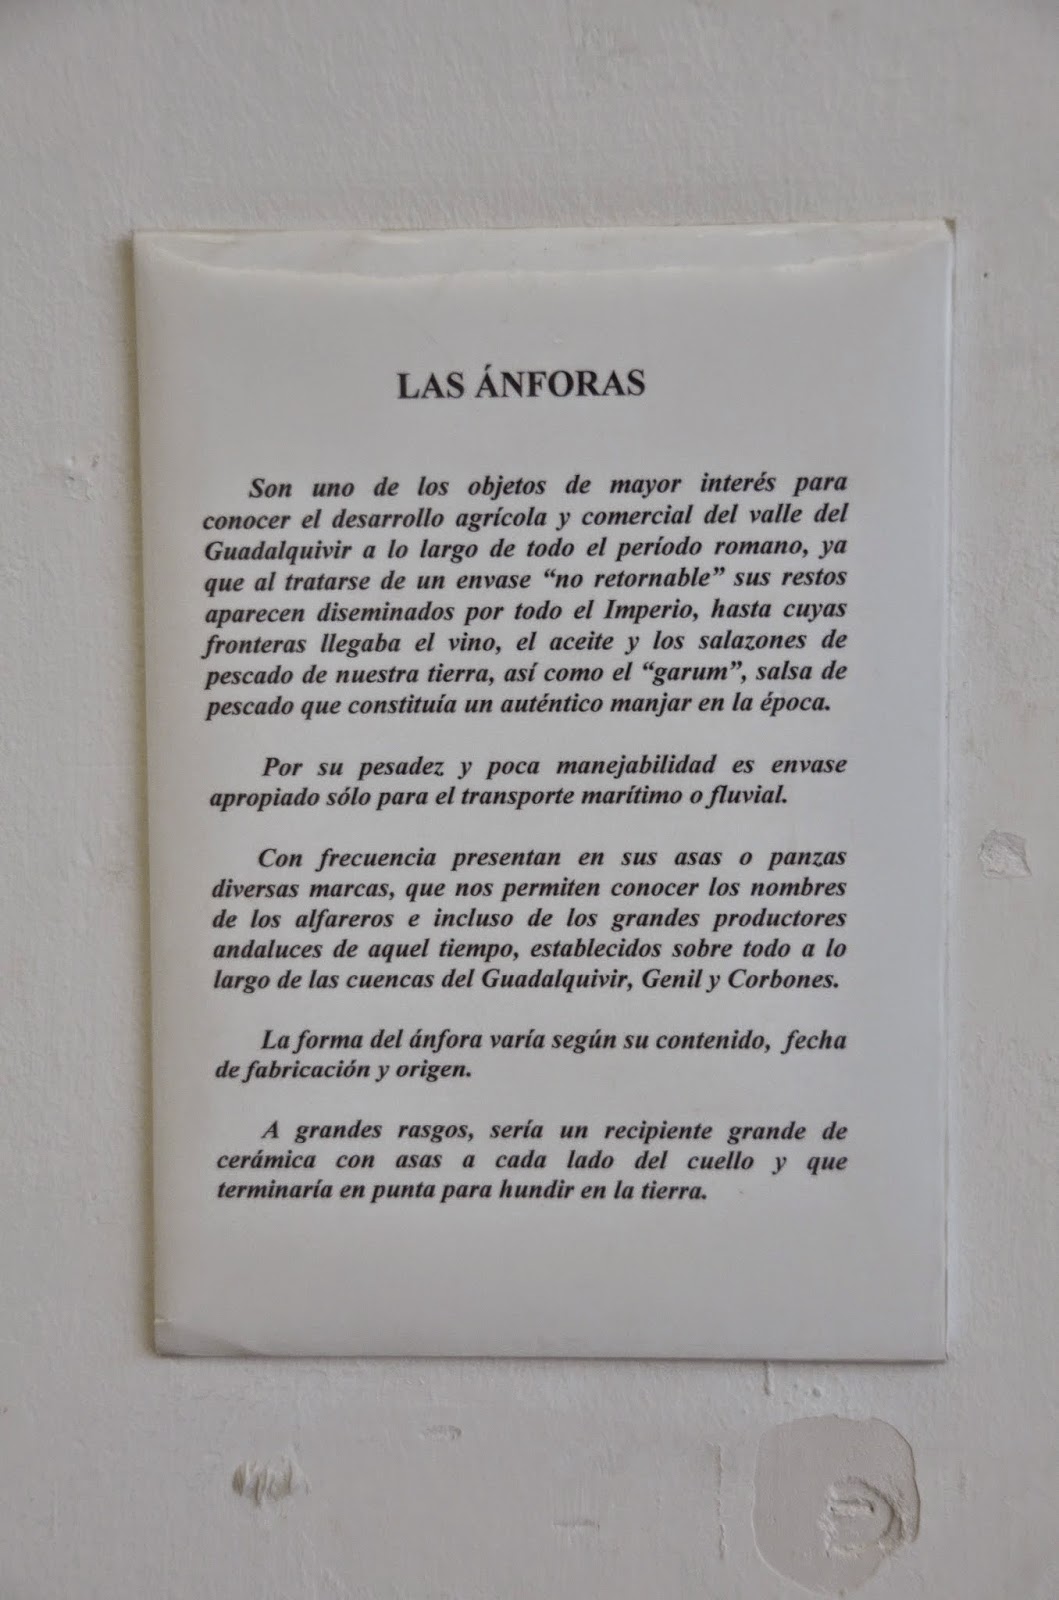 LAS ÁNFORAS
Son uno de los objetos de mayor interés para
conocer el desarrollo agrícola y comercial del valle del
Guadalquivir a lo largo de todo el período romano, ya
que al tratarse de un envase “no retornable” sus restos
aparecen diseminados por todo el Imperio, hasta cuyas
fronteras llegaba el vino, el aceite y los salazones de
pescado de nuestra tierra, así como el “garum”, salsa de
pescado que constituía un auténtico manjar en la época.
Por su pesadez y poca manejabilidad es envase
apropiado sólo para el transporte marítimo o fluvial.
Con frecuencia presentan en sus asas o panzas
diversas marcas, que nos permiten conocer los nombres
de los alfareros e incluso de los grandes productores
andaluces de aquel tiempo, establecidos sobre todo a lo
largo de las cuencas del Guadalquivir, Genil y Corbones.
La forma del ánfora varía según su contenido, fecha
de fabricación y origen.
A grandes rasgos, sería un recipiente grande de
cerámica con asas a cada lado del cuello y que
terminaría en punta para hundir en la tierra.